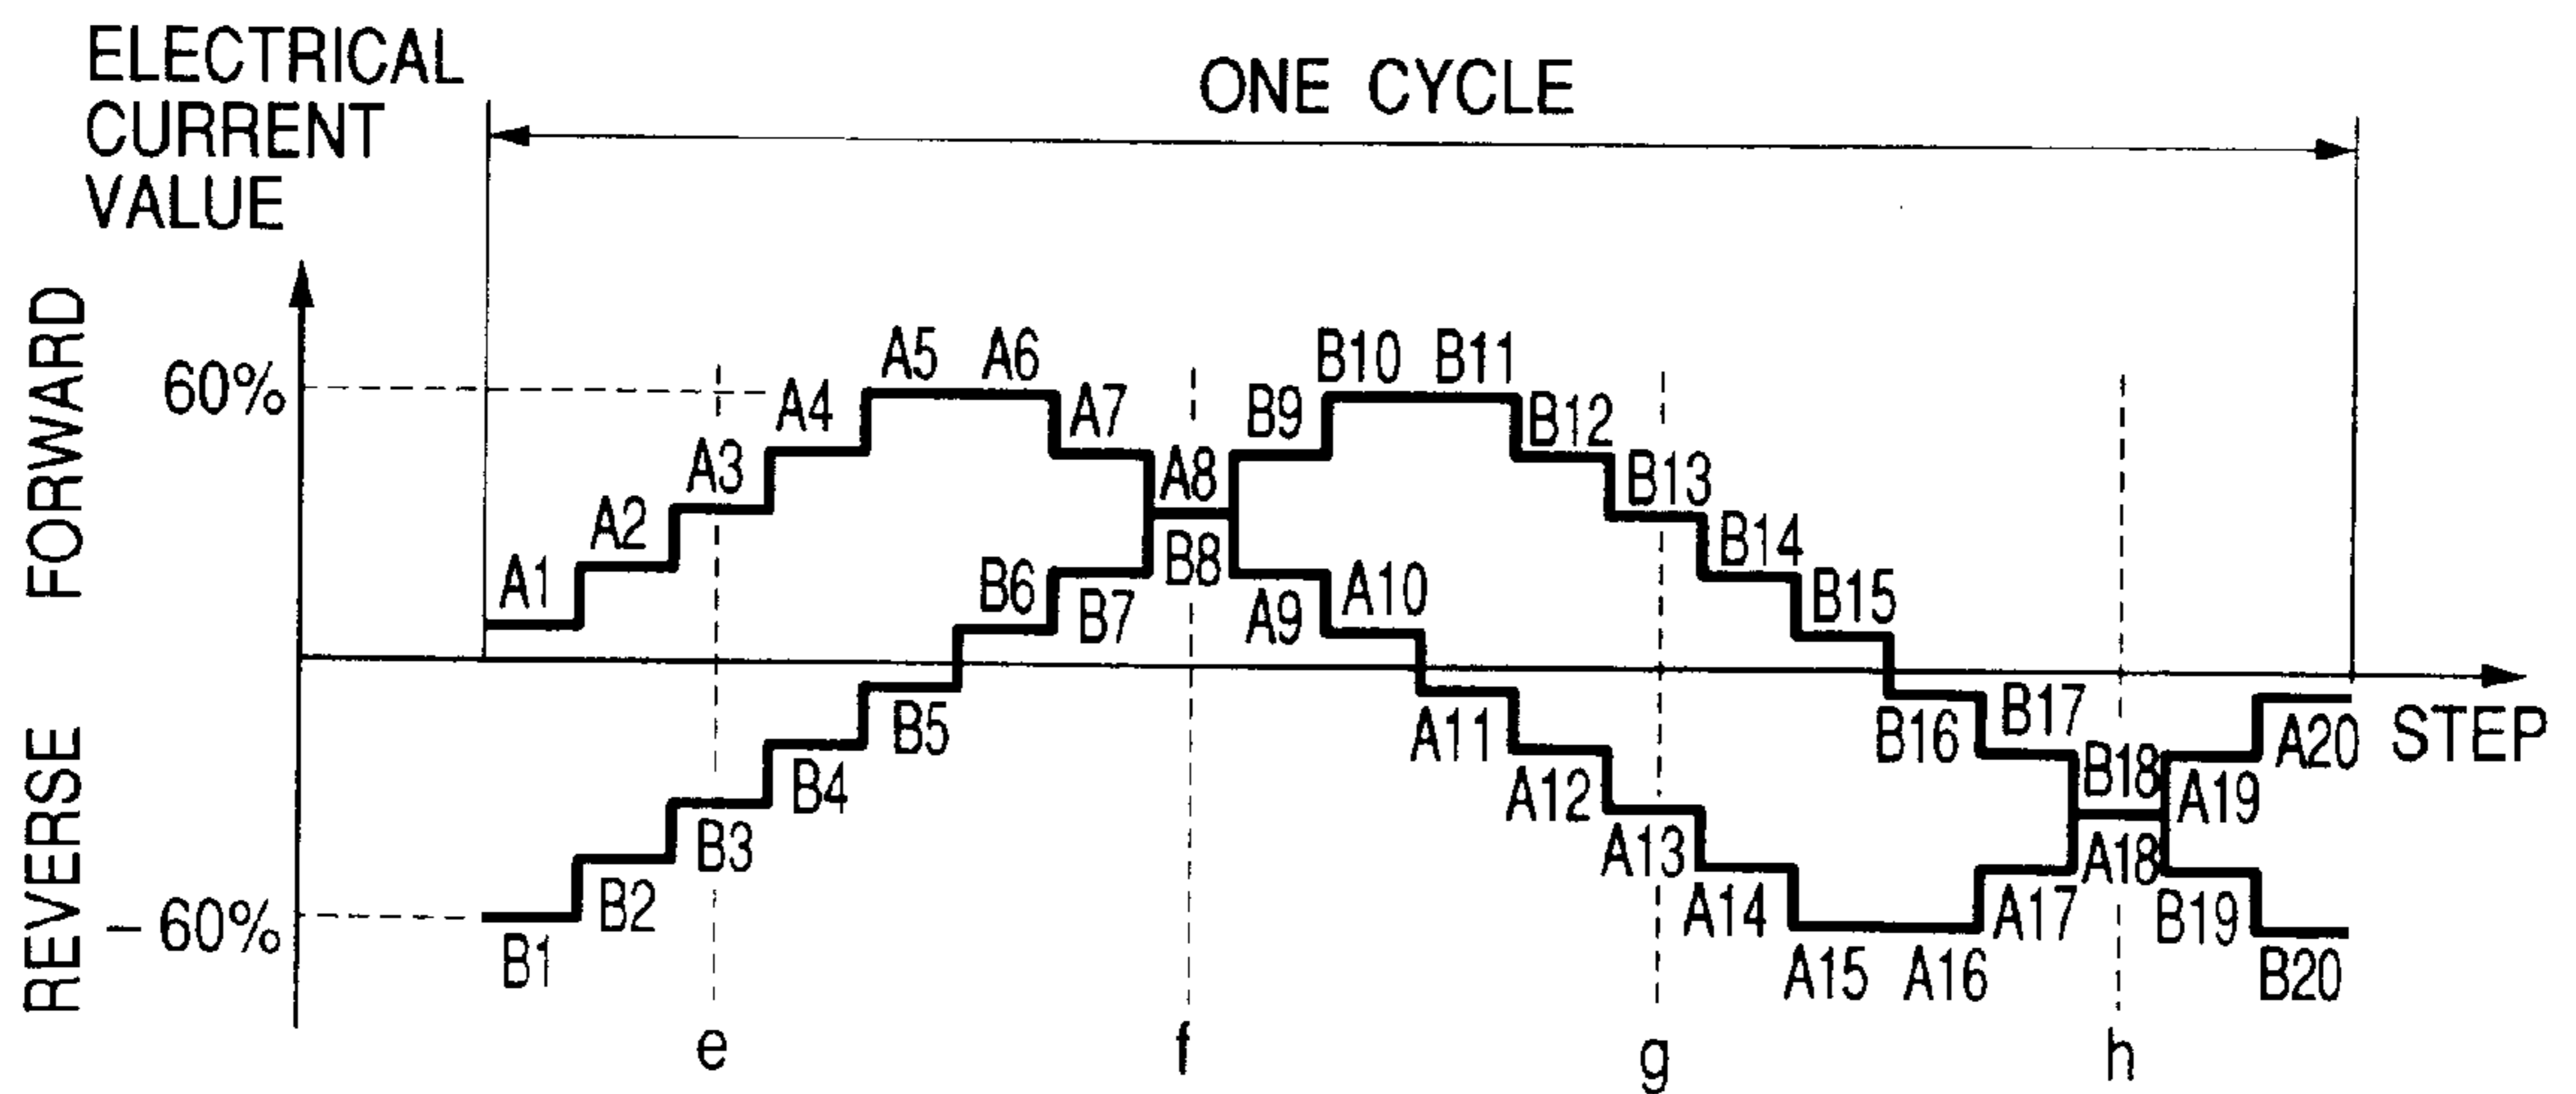 ELECTRICAL
CURRENT
VALUE
ONE CYCLE
FORWARD
REVERSE
60%
– 60%
A1
A2
A3
A4
A5
A6
A7
A8
A9
A10
A11
A12
A13
A14
A15
A16
A17
A18
A19
A20
B1
B2
B3
B4
B5
B6
B7
B8
B9
B10
B11
B12
B13
B14
B15
B16
B17
B18
B19
B20
STEP
e
f
g
h